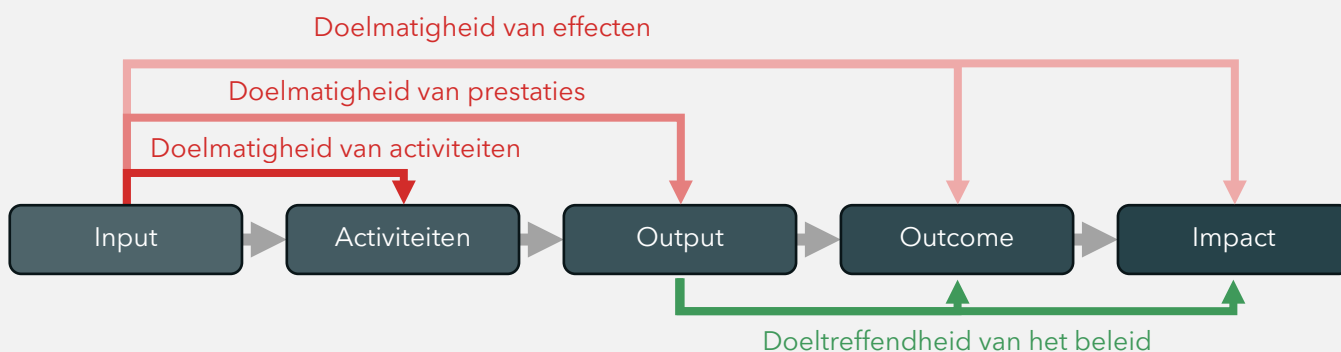 Doelmatigheid van effecten
Doelmatigheid van prestaties
Doelmatigheid van activiteiten
Input
Activiteiten
Output
Outcome
Impact
Doeltreffendheid van het beleid